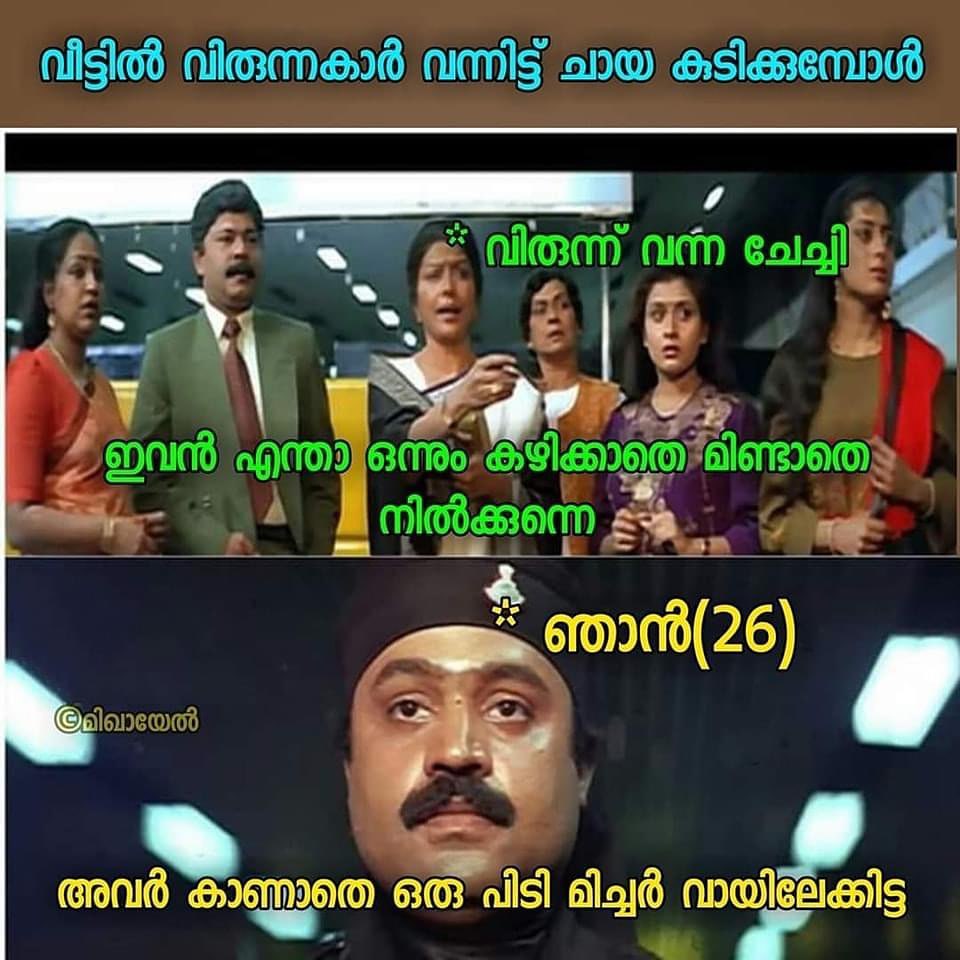 വീട്ടിൽ വിരുന്നകാർ വന്നിട്ട് ചായ കുടിക്കുമ്പോൾ
* വിരുന്ന് വന്ന ചേച്ചി
ഇവൻ എന്താ ഒന്നും കഴിക്കാതെ മിണ്ടാതെ
നിൽക്കുന്നെ
* ഞാൻ(26)
©മിഖായേൽ
അവർ കാണാതെ ഒരു പിടി മിച്ചർ വായിലേക്കിട്ട